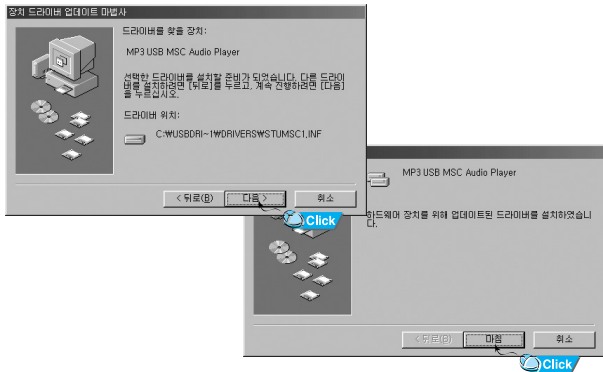 장치 드라이버 업데이트 마법사
드라이버를 찾을 장치:
MP3 USB MSC Audio Player
선택한 드라이버를 설치할 준비가 되었습니다. 다른 드라이
버를 설치하려면 [뒤로]를 누르고, 계속 진행하려면 [다음]
을 누르십시오.
드라이버 위치:
C:₩USBDRI~1₩DRIVERS₩STUMSC1.INF
< 뒤로(B)
다음 >
취소
Click
MP3 USB MSC Audio Player
하드웨어 장치를 위해 업데이트된 드라이버를 설치하였습니
다.
< 뒤로(B)
마침
취소
Click